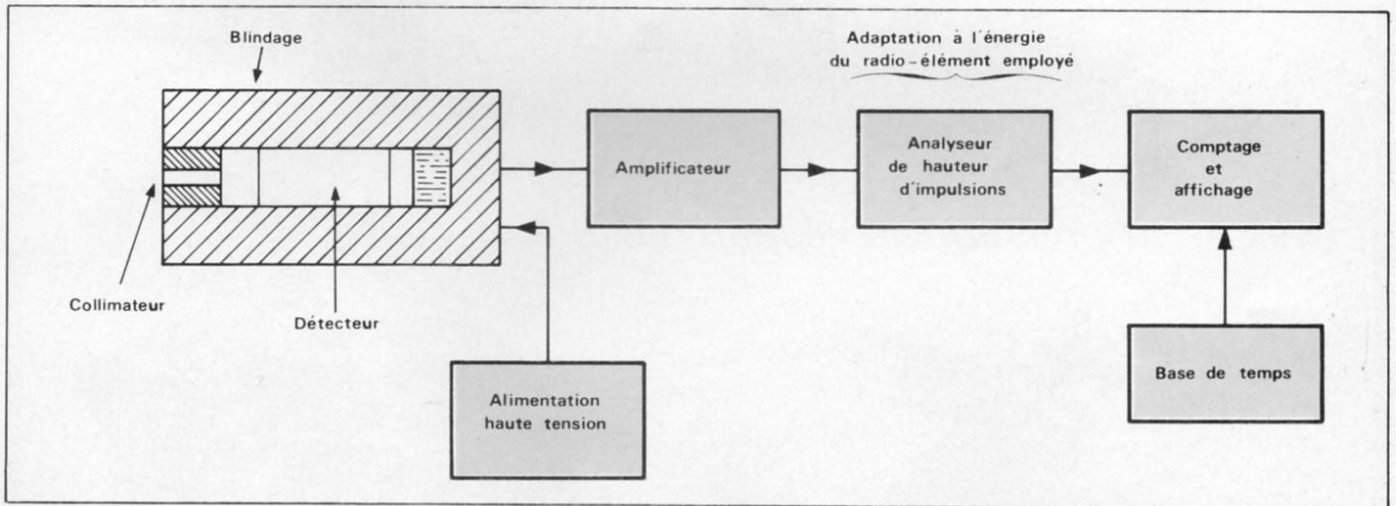 Blindage
Adaptation à l'énergie
du radio-élément employé
Amplificateur
Analyseur
de hauteur
d'impulsions
Comptage
et
affichage
Collimateur
Détecteur
Alimentation
haute tension
Base de temps